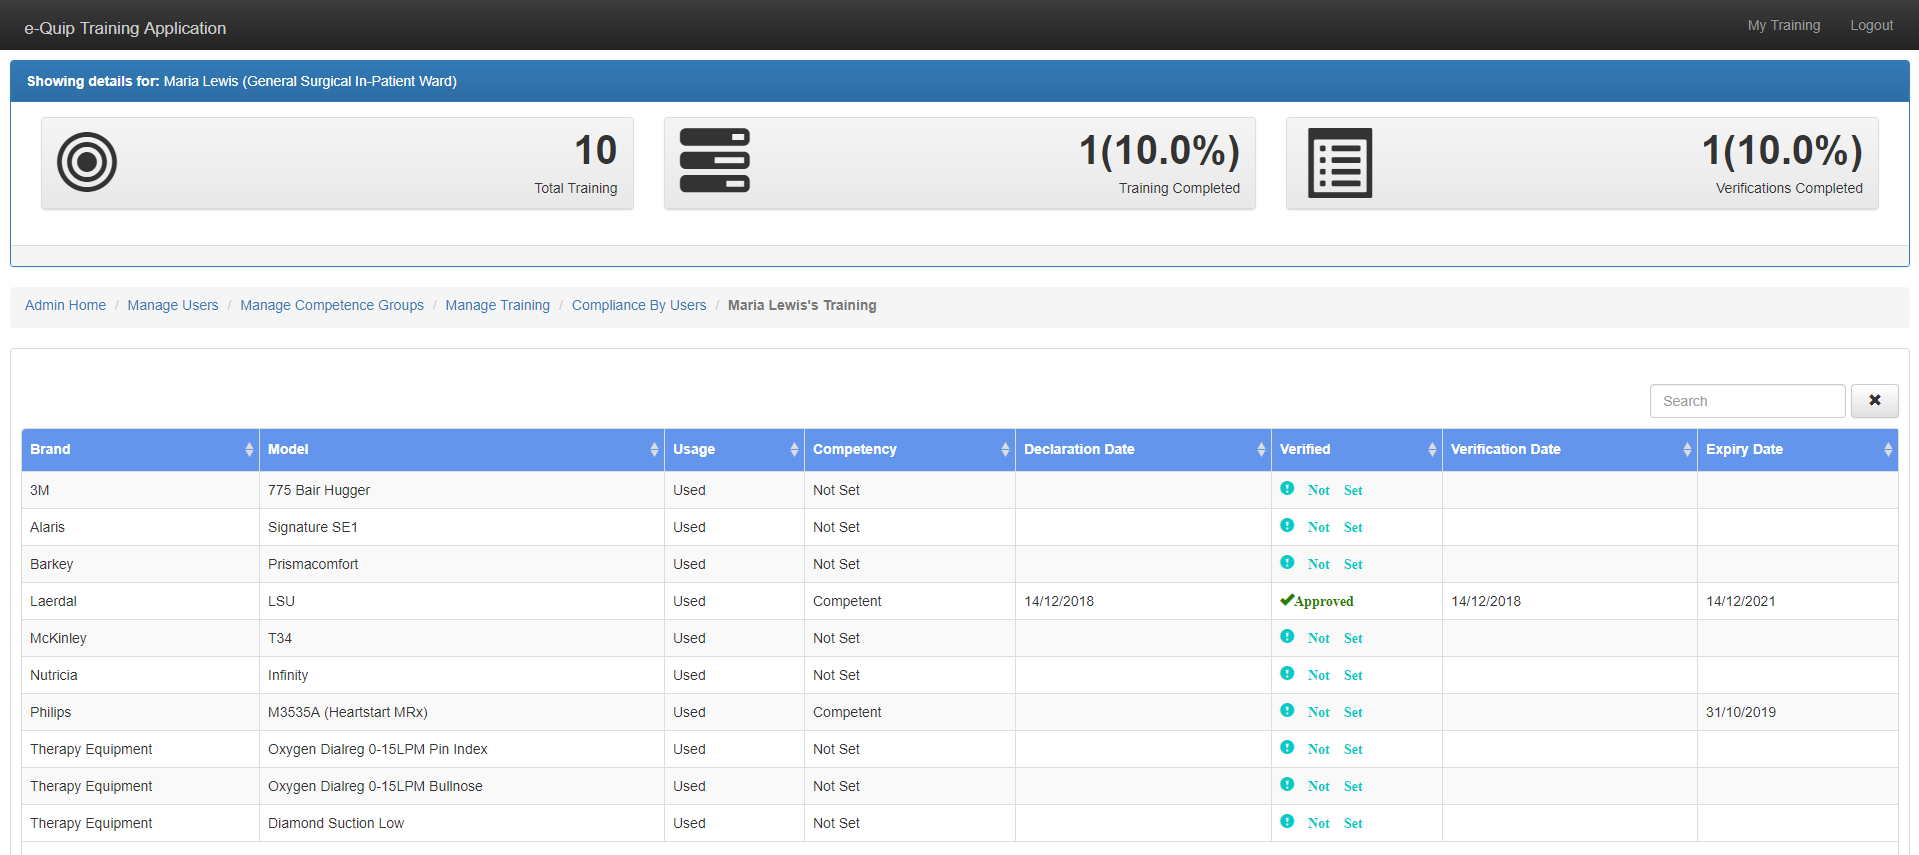 e-Quip Training Application My Training Logout
Showing details for: Maria Lewis (General Surgical In-Patient Ward)
10
Total Training
1(10.0%)
Training Completed
1(10.0%)
Verifications Completed
Admin Home / Manage Users / Manage Competence Groups / Manage Training / Compliance By Users / Maria Lewis's Training
Search
Brand Model Usage Competency Declaration Date Verified Verification Date Expiry Date
3M 775 Bair Hugger Used Not Set Not Set
Alaris Signature SE1 Used Not Set Not Set
Barkey Prismacomfort Used Not Set Not Set
Laerdal LSU Used Competent 14/12/2018 Approved 14/12/2018 14/12/2021
McKinley T34 Used Not Set Not Set
Nutricia Infinity Used Not Set Not Set
Philips M3535A (Heartstart MRx) Used Competent Not Set 31/10/2019
Therapy Equipment Oxygen Dialreg 0-15LPM Pin Index Used Not Set Not Set
Therapy Equipment Oxygen Dialreg 0-15LPM Bullnose Used Not Set Not Set
Therapy Equipment Diamond Suction Low Used Not Set Not Set